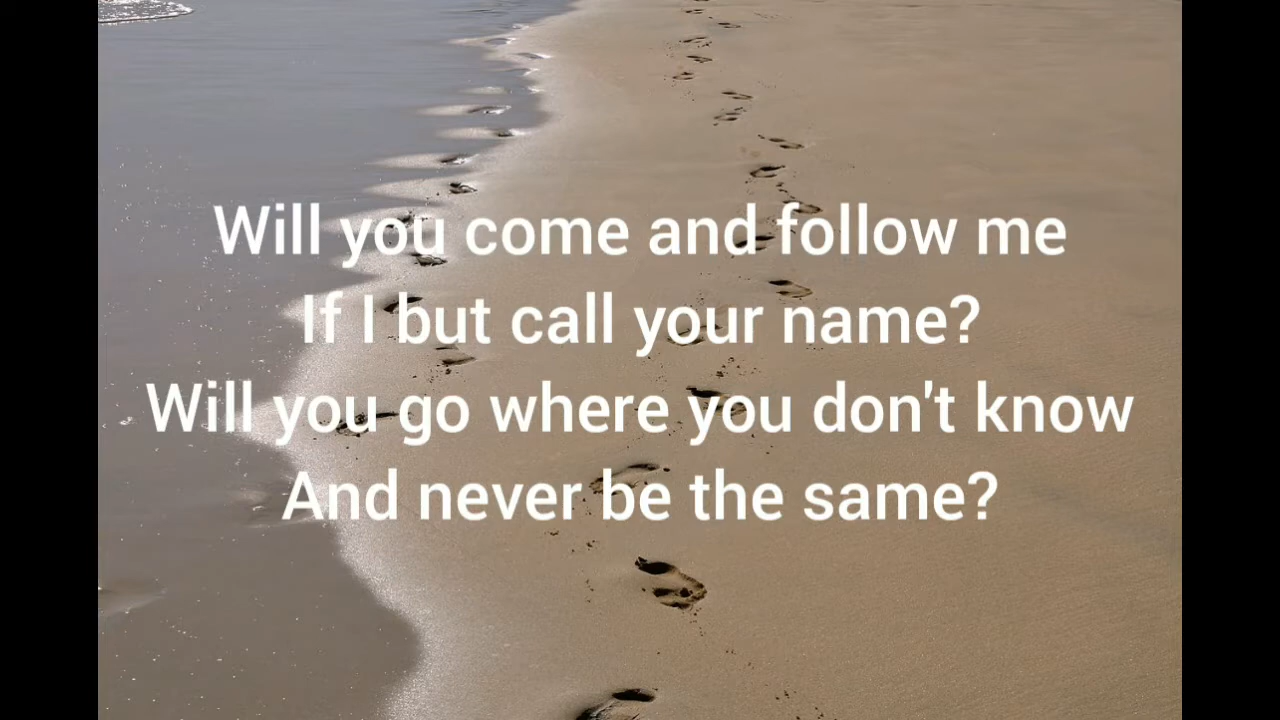 Will you come and follow me
If I but call your name?
Will you go where you don't know
And never be the same?